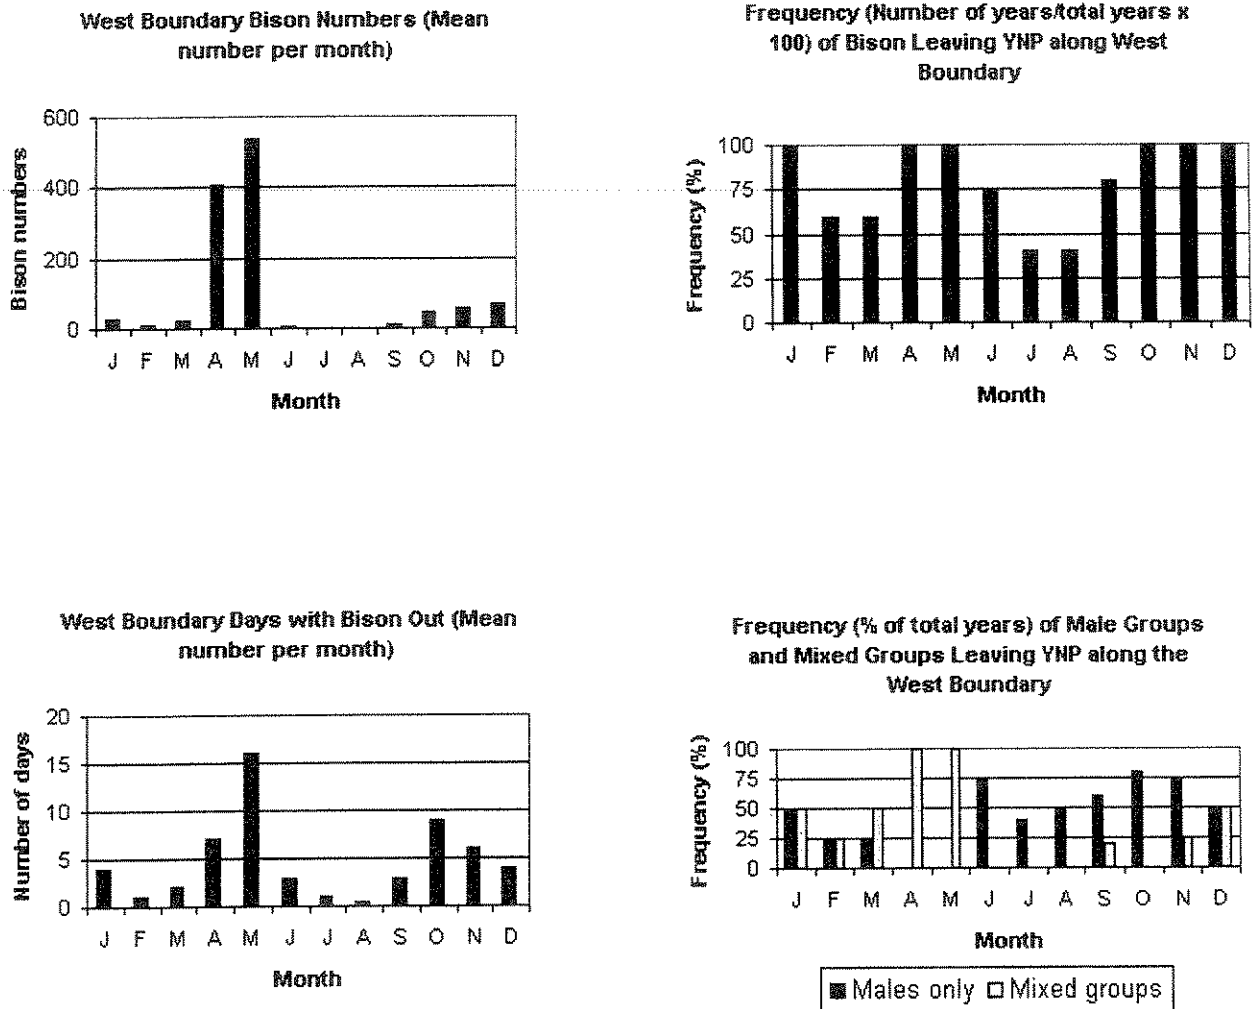 West Boundary Bison Numbers (Mean
number per month)
600
400
200
0
Bison numbers
J F M A M J J A S O N D
Month
Frequency (Number of years/total years x
100) of Bison Leaving YNP along West
Boundary
100
75
50
25
0
Frequency (%)
J F M A M J J A S O N D
Month
West Boundary Days with Bison Out (Mean
number per month)
20
15
10
5
0
Number of days
J F M A M J J A S O N D
Month
Frequency (% of total years) of Male Groups
and Mixed Groups Leaving YNP along the
West Boundary
100
75
50
25
0
Frequency (%)
J F M A M J J A S O N D
Month
Males only Mixed groups